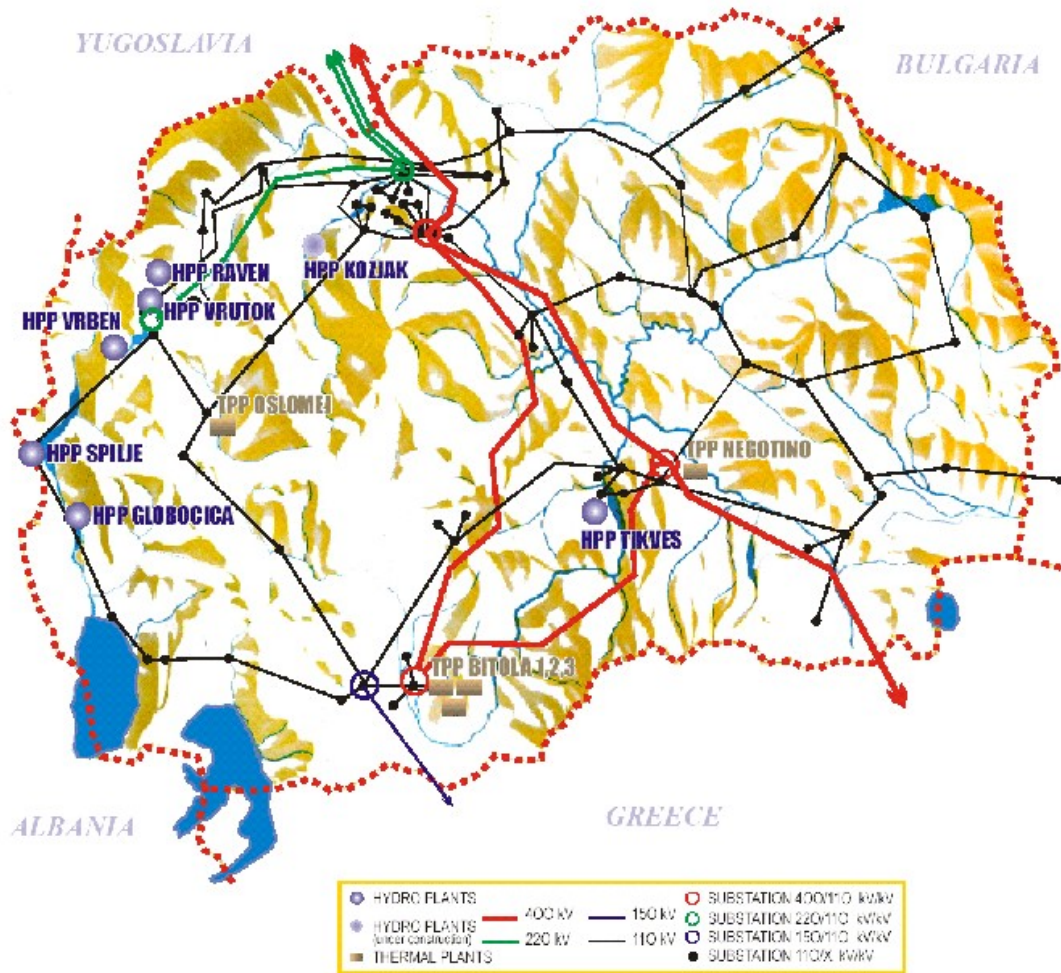 YUGOSLAVIA
BULGARIA
HPP RAVEN
HPP KOZJAK
HPP VRUTOK
HPP VRBEN
TPP OSLOMEJ
HPP SPILJE
TPP NEGOTINO
HPP GLOBOCICA
HPP TIKVES
TPP BITOLA 1,2,3
ALBANIA
GREECE
HYDRO PLANTS
HYDRO PLANTS
(under construction)
THERMAL PLANTS
400 kV
220 kV
150 kV
110 kV
SUBSTATION 400/110 kV/kV
SUBSTATION 220/110 kV/kV
SUBSTATION 150/110 kV/kV
SUBSTATION 110/X kV/kV